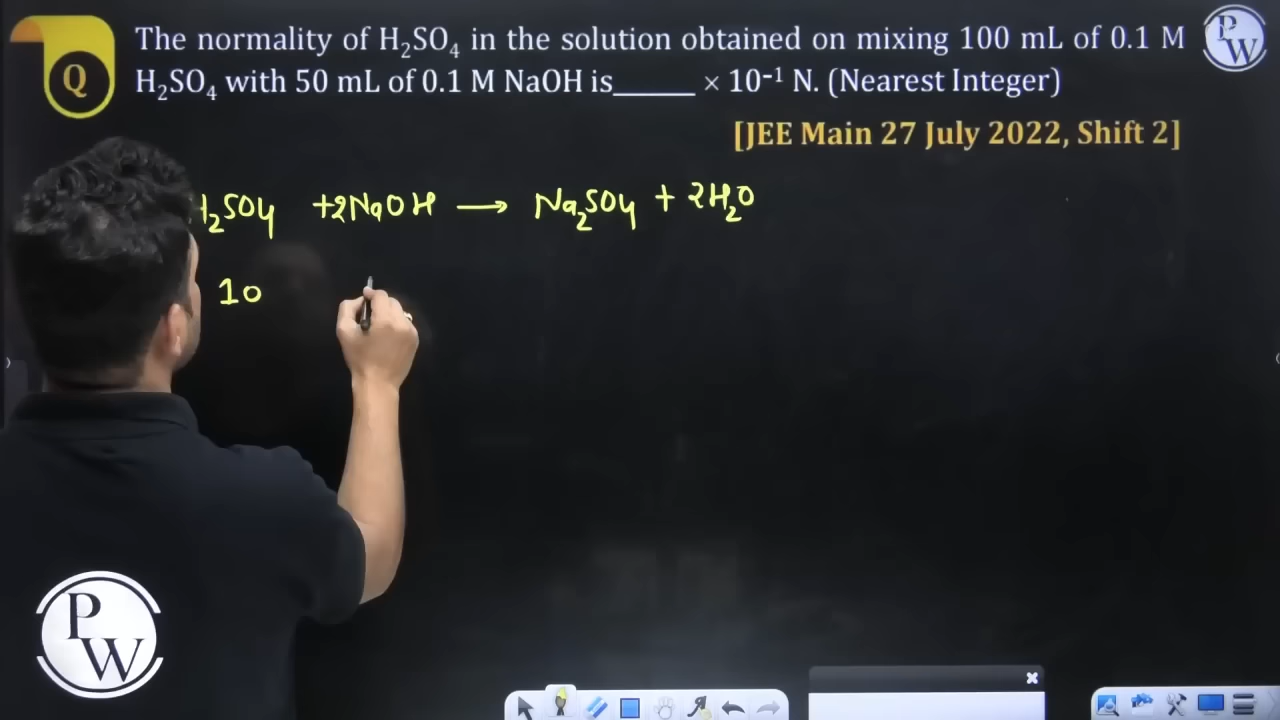 Q
The normality of H₂SO₄ in the solution obtained on mixing 100 mL of 0.1 M
H₂SO₄ with 50 mL of 0.1 M NaOH is______ × 10⁻¹ N. (Nearest Integer)
[JEE Main 27 July 2022, Shift 2]
P
W
H₂SO₄ + 2NaOH ⟶ Na₂SO₄ + 2H₂O
10
P
W